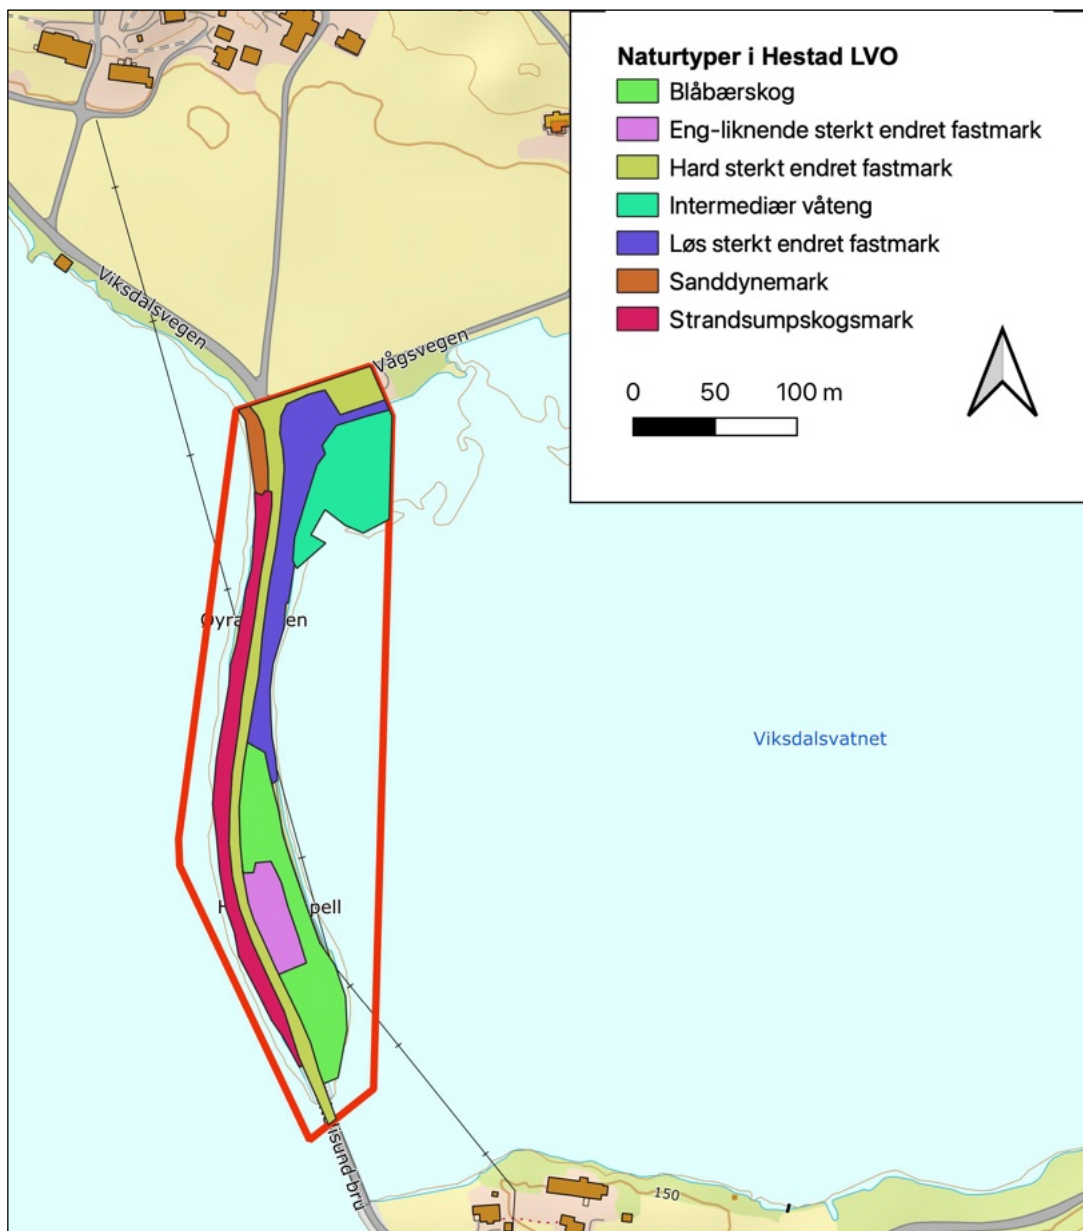 Naturtyper i Hestad LVO
Blåbærskog
Eng-liknende sterkt endret fastmark
Hard sterkt endret fastmark
Intermediær våteng
Løs sterkt endret fastmark
Sanddynemark
Strandsumpskogsmark
0 50 100 m
Viksdalsvegen
Vågsvegen
Viksdalsvatnet
bru
150